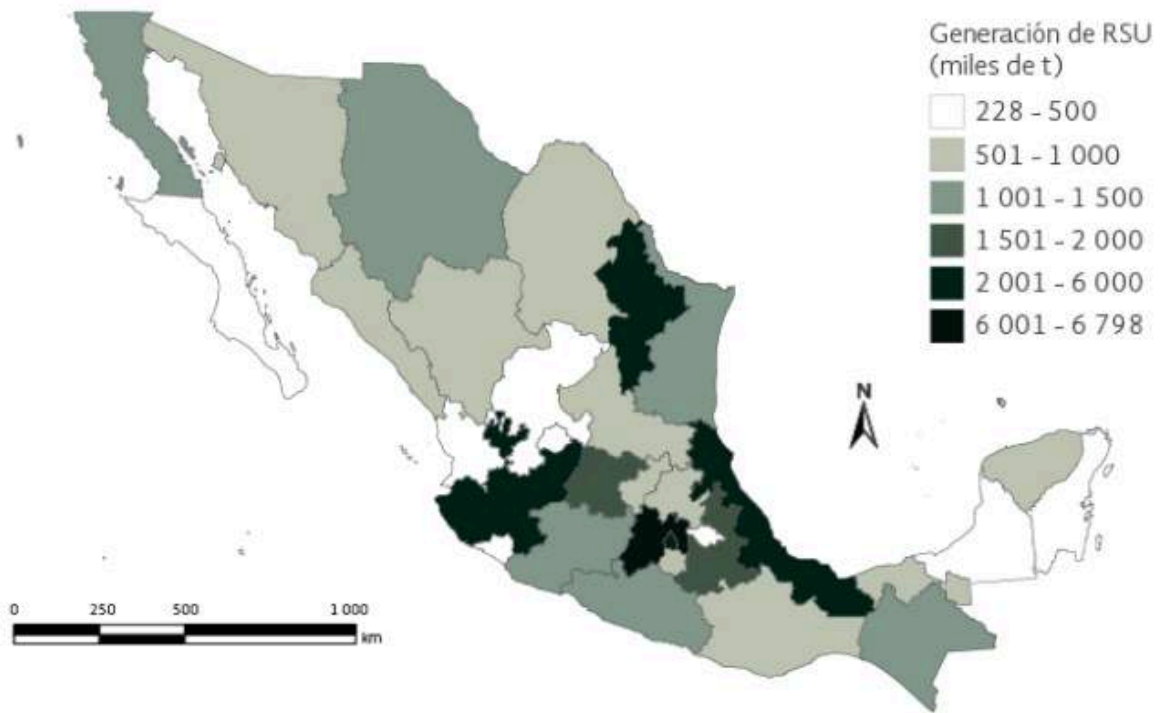 Generación de RSU
(miles de t)
228 - 500
501 - 1 000
1 001 - 1 500
1 501 - 2 000
2 001 - 6 000
6 001 - 6 798
N
0 250 500 1 000
km